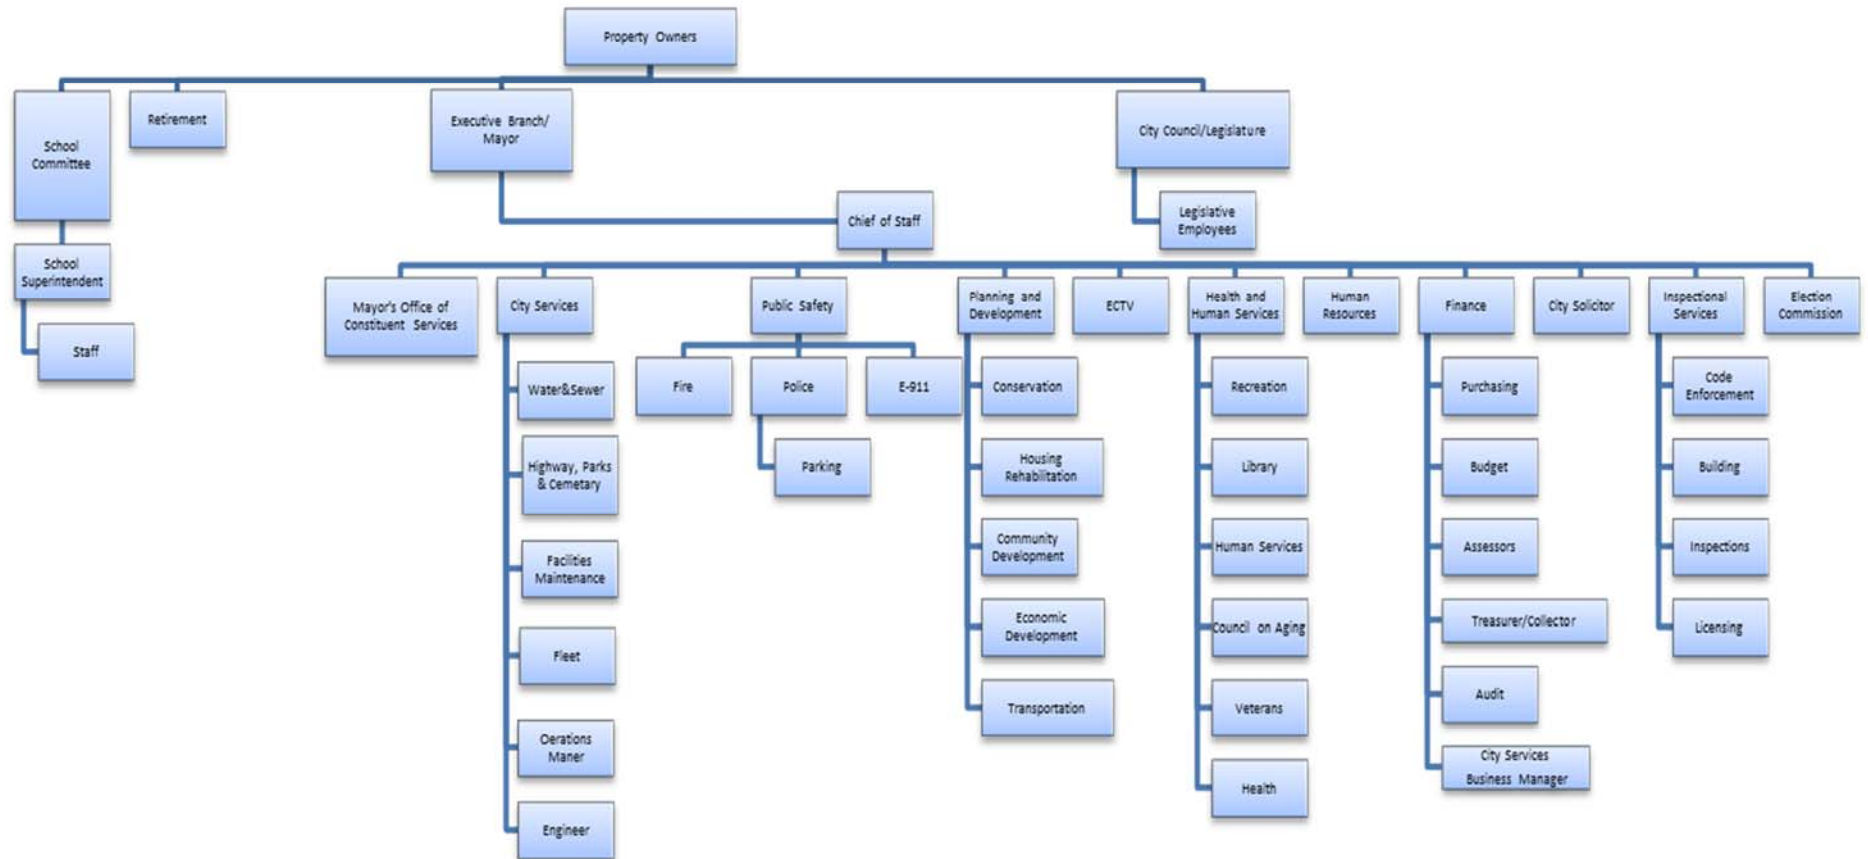 Property Owners
School
Committee
Retirement
Executive Branch/
Mayor
City Council/Legislature
Chief of Staff
Legislative
Employees
School
Superintendent
Staff
Mayor's Office of
Constituent Services
City Services
Public Safety
Planning and
Development
ECTV
Health and
Human Services
Human
Resources
Finance
City Solicitor
Inspectional
Services
Election
Commission
Water&Sewer
Highway, Parks
& Cemetary
Facilities
Maintenance
Fleet
Oerations
Maner
Engineer
Fire
Police
E-911
Parking
Conservation
Housing
Rehabilitation
Community
Development
Economic
Development
Transportation
Recreation
Library
Human Services
Council on Aging
Veterans
Health
Purchasing
Budget
Assessors
Treasurer/Collector
Audit
City Services
Business Manager
Code
Enforcement
Building
Inspections
Licensing